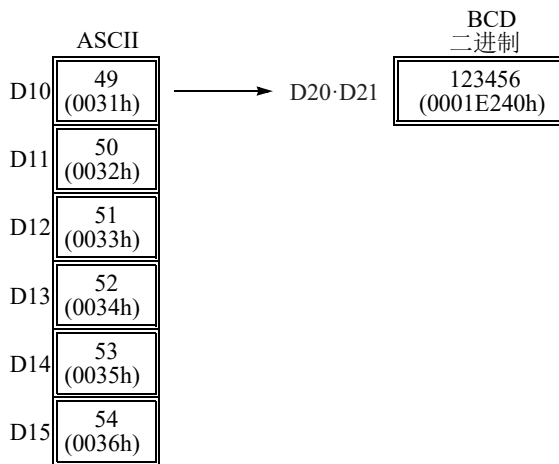 ASCII
BCD
二进制
D10
49
(0031h)
D20·D21
123456
(0001E240h)
D11
50
(0032h)
D12
51
(0033h)
D13
52
(0034h)
D14
53
(0035h)
D15
54
(0036h)